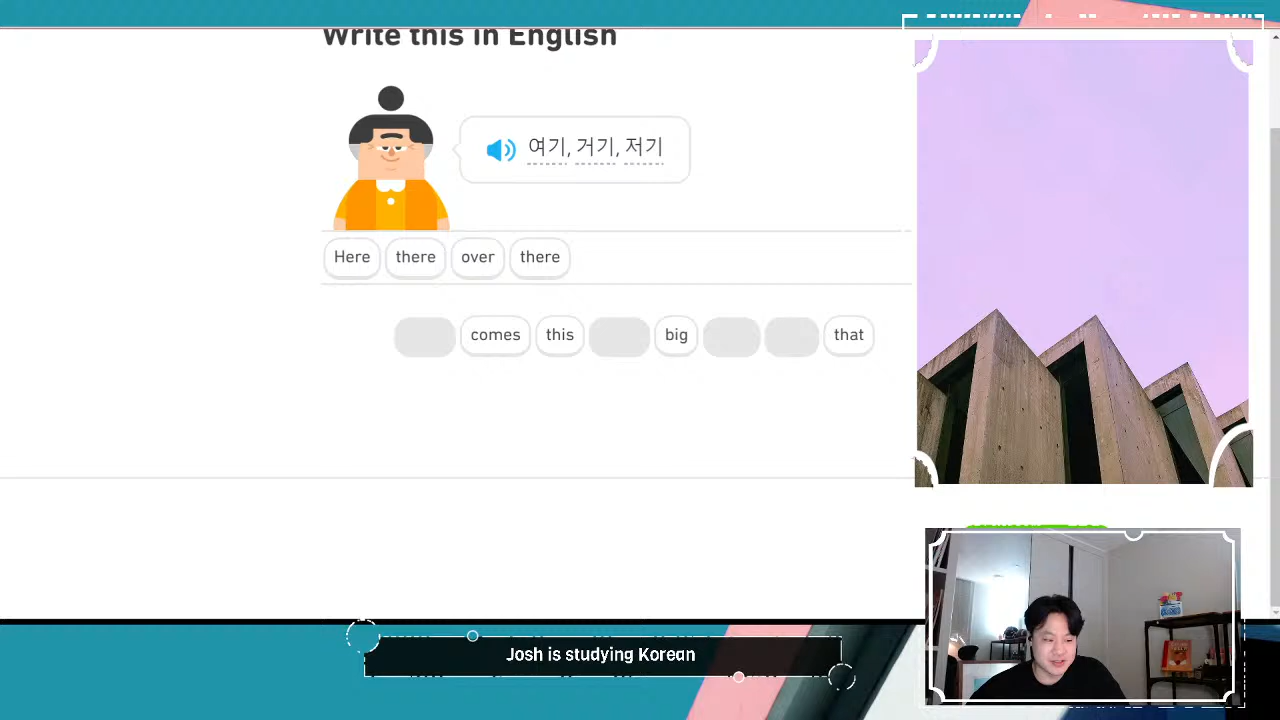 Write this in English
여기, 거기, 저기
Here there over there
comes this big that
Josh is studying Korean